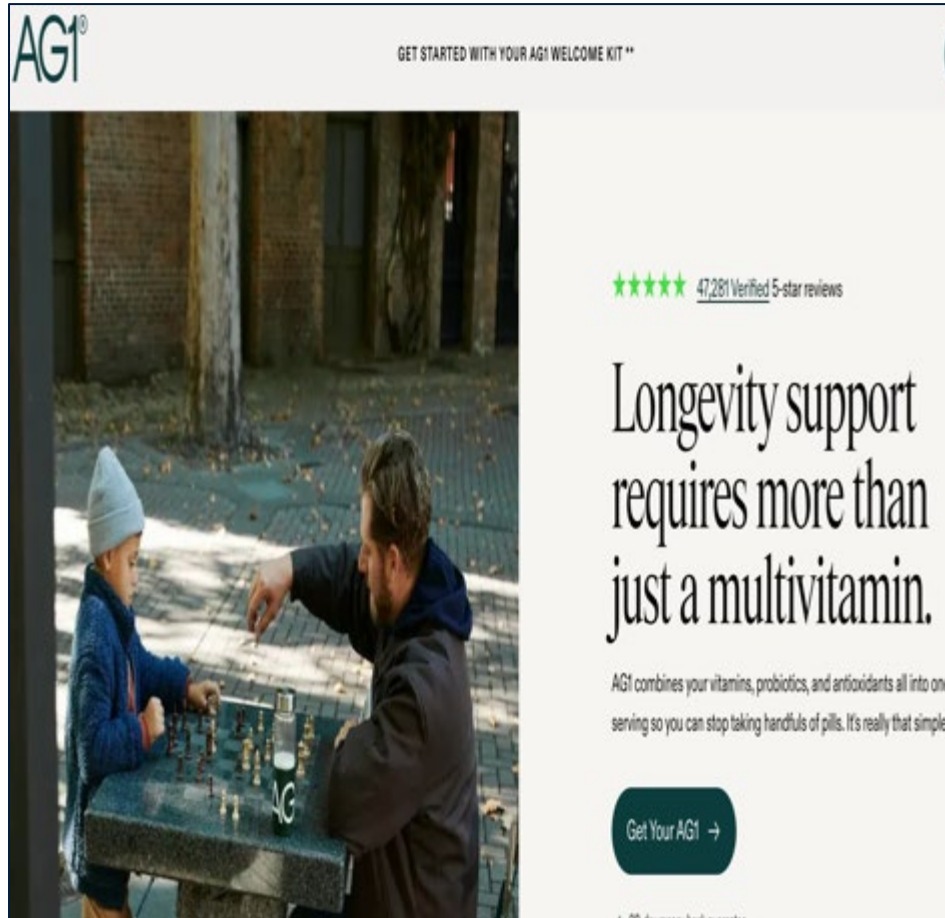 AG1®
GET STARTED WITH YOUR AG1 WELCOME KIT **
47,281 Verified 5-star reviews
Longevity support
requires more than
just a multivitamin.
AG1 combines your vitamins, probiotics, and antioxidants all into one
serving so you can stop taking handfuls of pills. It's really that simple
AG
Get Your AG1 →